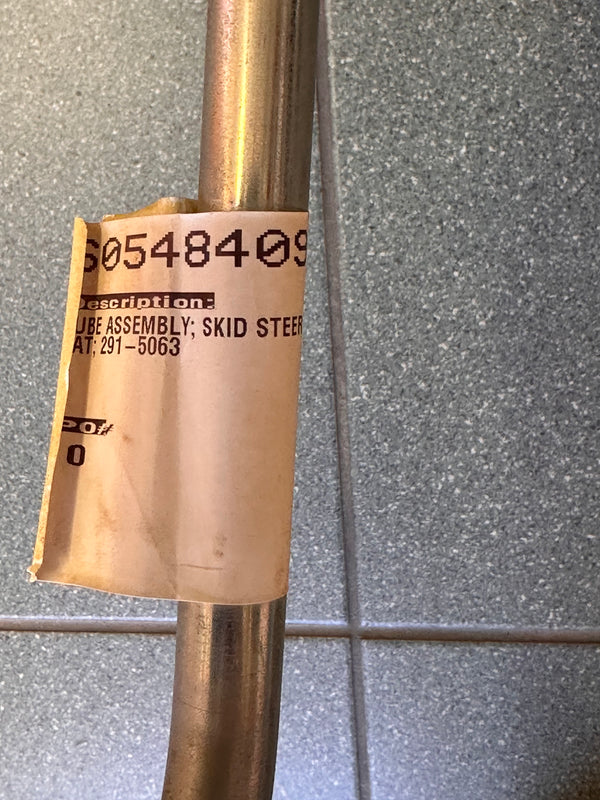 S0548409
Description:
UBE ASSEMBLY; SKID STEER
AT; 291-5063
PO#
0